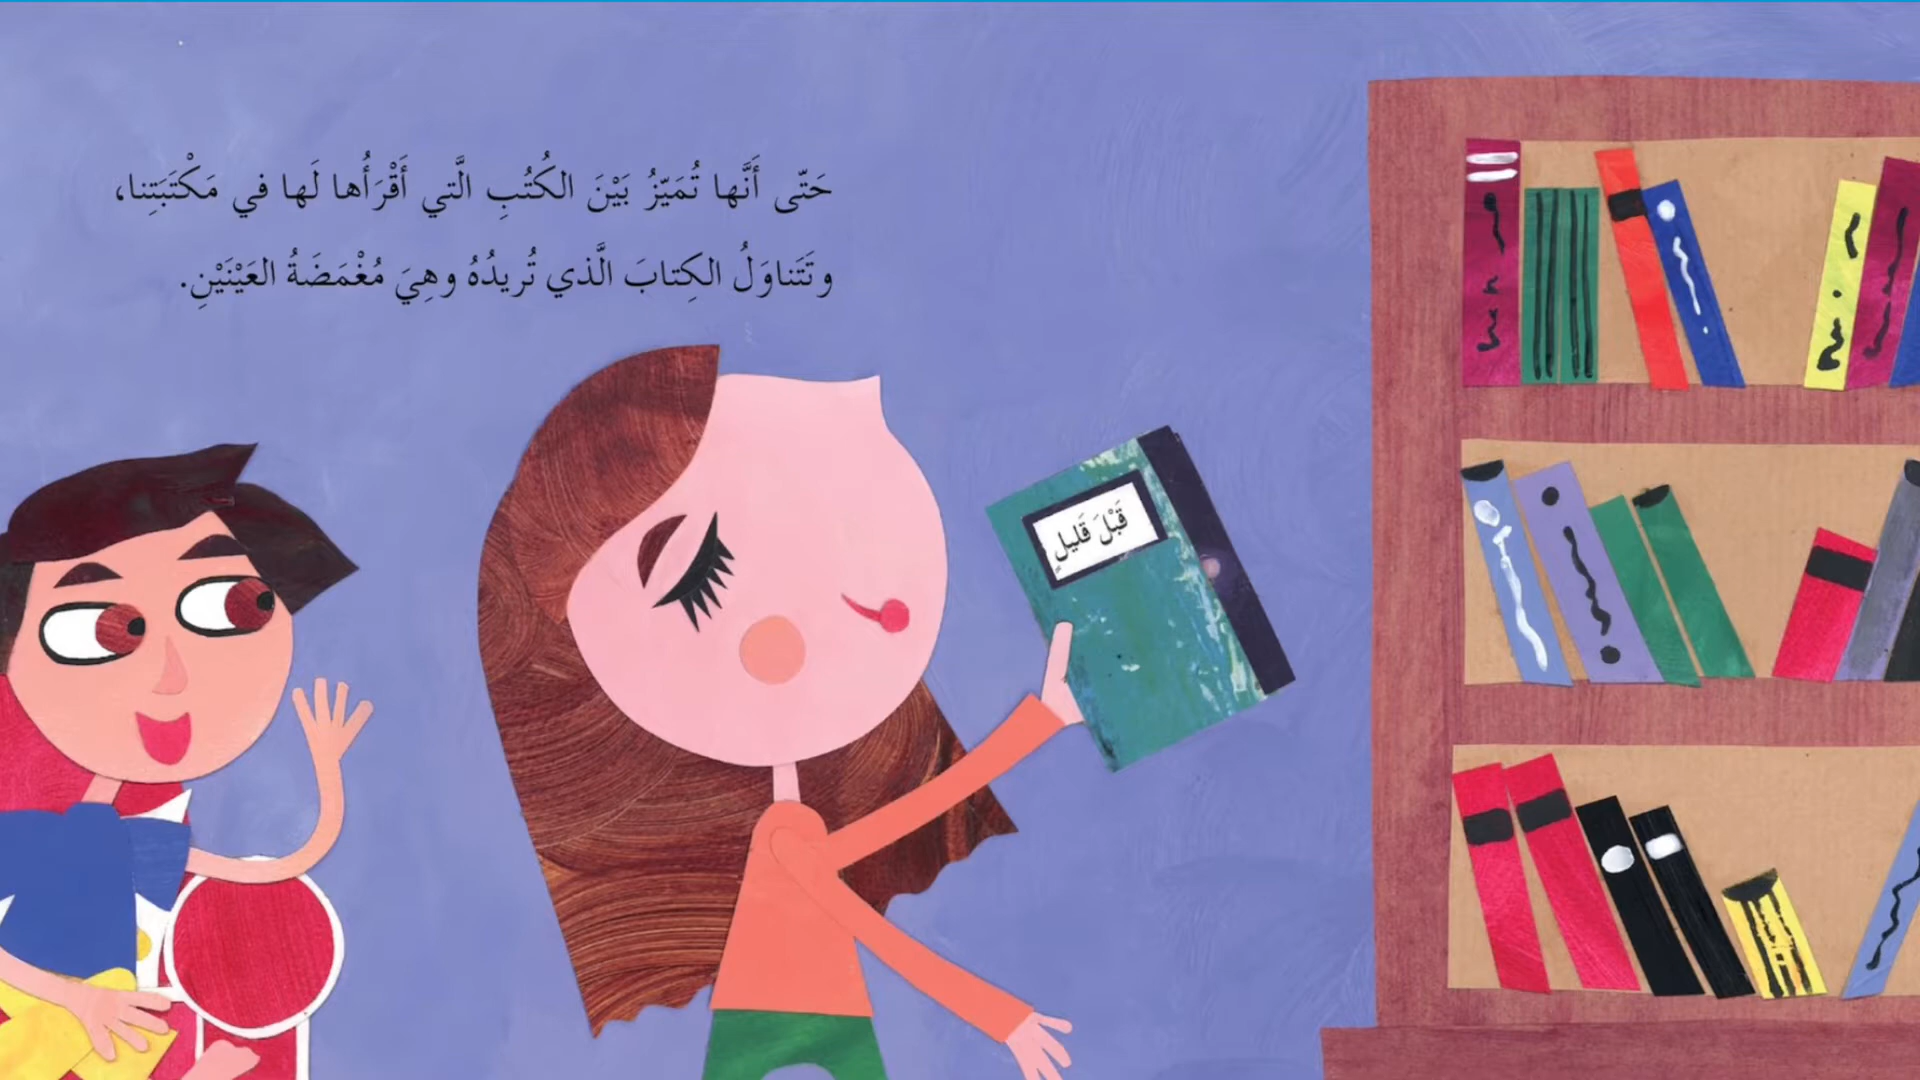 حَتّى أَنَّها تُمَيّزُ بَيْنَ الكُتُبِ الَّتي أَقْرَأُها لَها في مَكْتَبَتِنا،
وتَتَناوَلُ الكِتابَ الَّذي تُريدُهُ وهِيَ مُغْمَضَةُ العَيْنَيْنِ.
قَبْلَ قَليلٍ